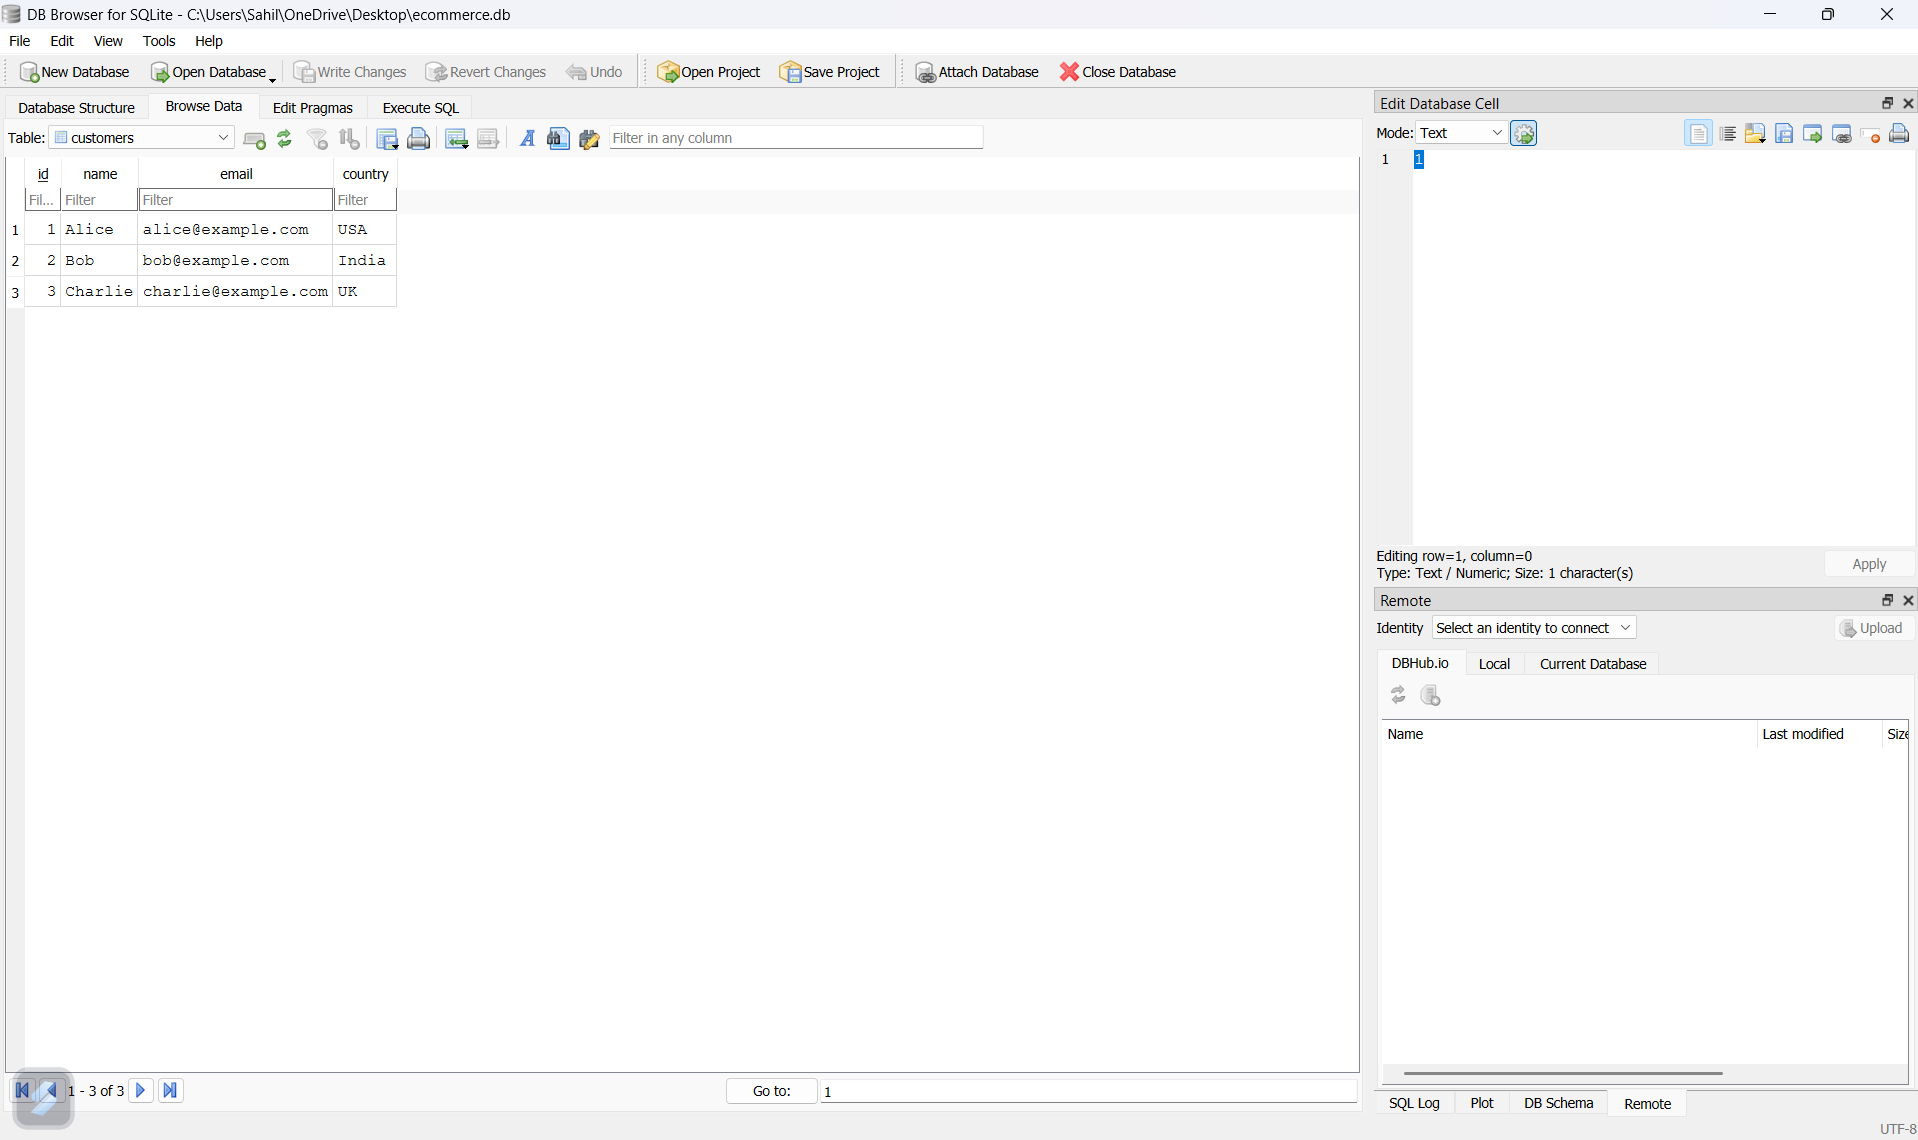 DB Browser for SQLite - C:\Users\Sahil\OneDrive\Desktop\ecommerce.db
File Edit View Tools Help
New Database Open Database Write Changes Revert Changes Undo Open Project Save Project Attach Database Close Database
Database Structure Browse Data Edit Pragmas Execute SQL
Table: customers Filter in any column
id name email country
Fil... Filter Filter Filter
1 1 Alice alice@example.com USA
2 2 Bob bob@example.com India
3 3 Charlie charlie@example.com UK
1 - 3 of 3 Go to: 1
Edit Database Cell
Mode: Text
1 1
Editing row=1, column=0
Type: Text / Numeric; Size: 1 character(s)
Apply
Remote
Identity Select an identity to connect Upload
DBHub.io Local Current Database
Name Last modified Size
SQL Log Plot DB Schema Remote
UTF-8